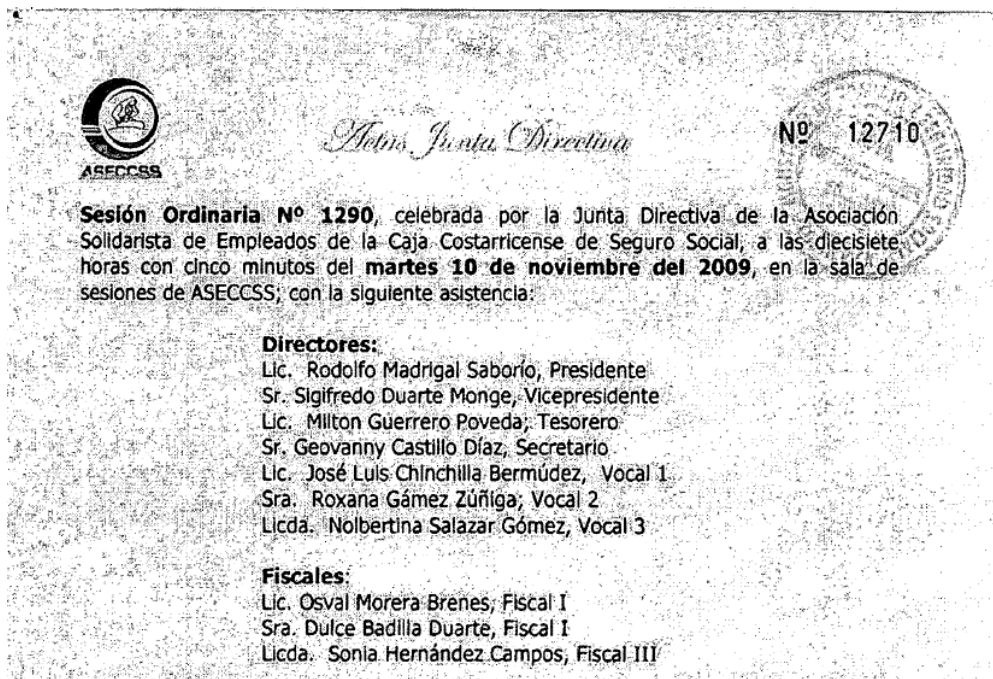 ASECCSS
Actas Junta Directiva
Nº 12710
Sesión Ordinaria Nº 1290, celebrada por la Junta Directiva de la Asociación
Solidarista de Empleados de la Caja Costarricense de Seguro Social, a las diecisiete
horas con cinco minutos del martes 10 de noviembre del 2009, en la sala de
sesiones de ASECCSS, con la siguiente asistencia:
Directores:
Lic. Rodolfo Madrigal Saborío, Presidente
Sr. Sigifredo Duarte Monge, Vicepresidente
Lic. Milton Guerrero Poveda, Tesorero
Sr. Geovanny Castillo Díaz, Secretario
Lic. José Luis Chinchilla Bermúdez, Vocal 1
Sra. Roxana Gámez Zúñiga, Vocal 2
Licda. Nolbertina Salazar Gómez, Vocal 3
Fiscales:
Lic. Osval Morera Brenes, Fiscal I
Sra. Dulce Badilla Duarte, Fiscal I
Licda. Sonia Hernández Campos, Fiscal III